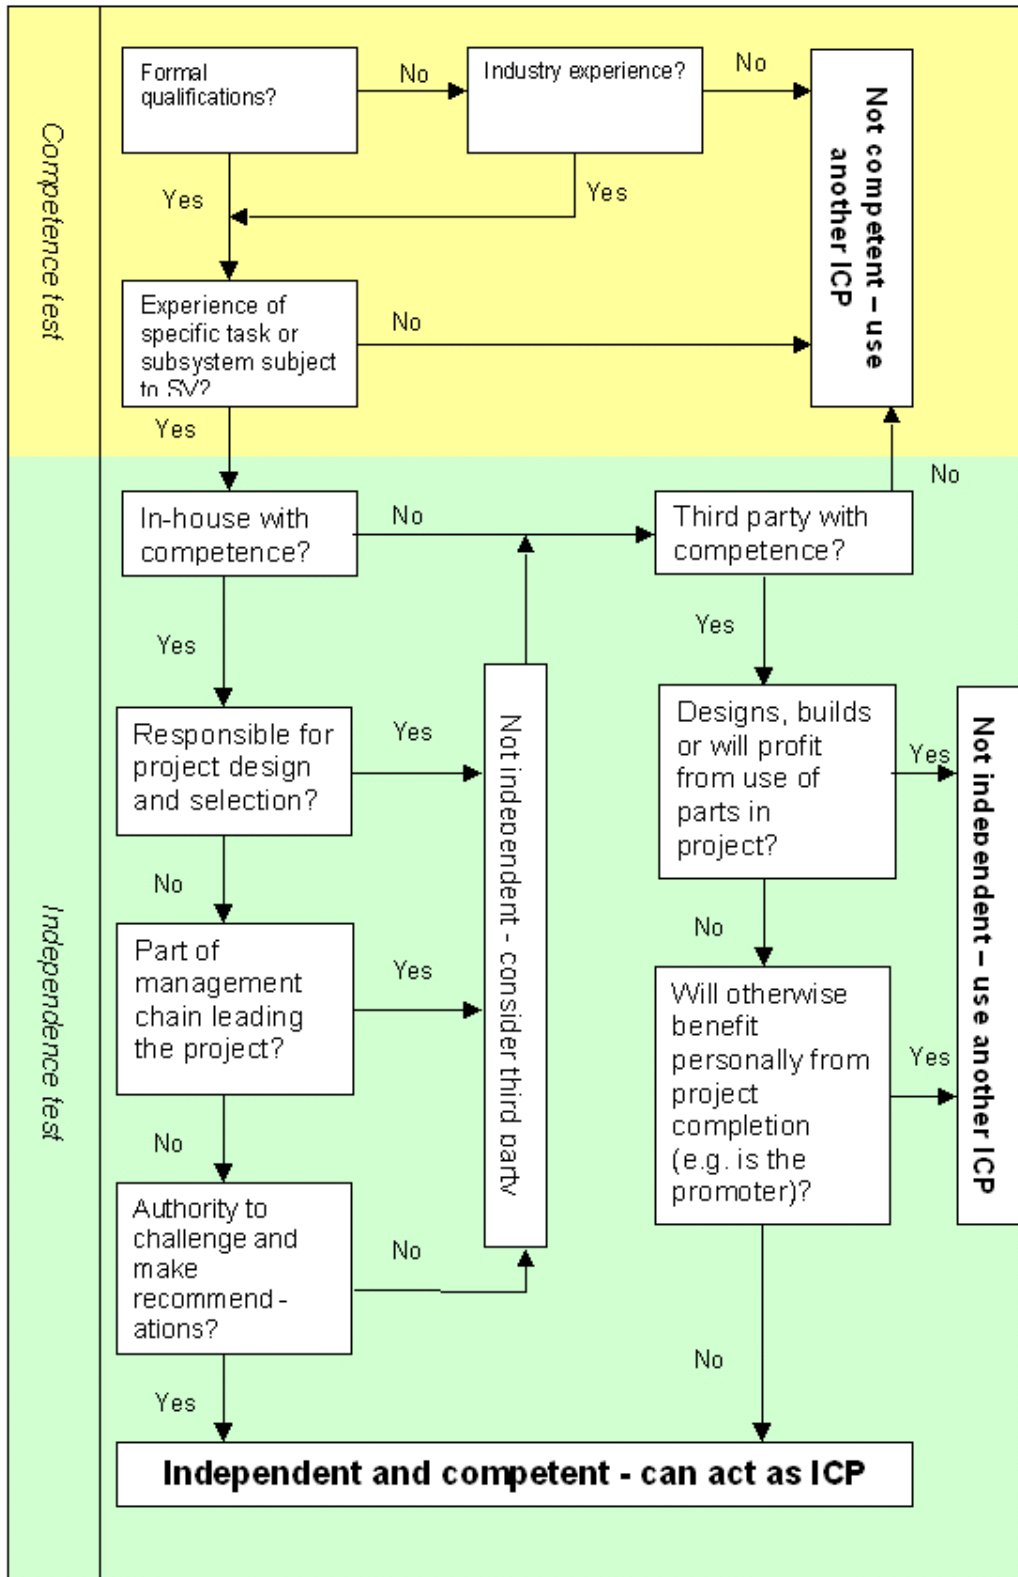 Competence test
Formal
qualifications?
No
Industry experience?
No
Not competent – use
another ICP
Yes
Yes
Experience of
specific task or
subsystem subject
to SV?
No
Yes
No
Independence test
In-house with
competence?
No
Third party with
competence?
Yes
Yes
Responsible for
project design
and selection?
Yes
Not independent - consider third party
Designs, builds
or will profit
from use of
parts in
project?
Yes
Not independent – use another ICP
No
No
Part of
management
chain leading
the project?
Yes
Will otherwise
benefit
personally from
project
completion
(e.g. is the
promoter)?
Yes
No
Authority to
challenge and
make
recommend -
ations?
No
No
Yes
Independent and competent - can act as ICP